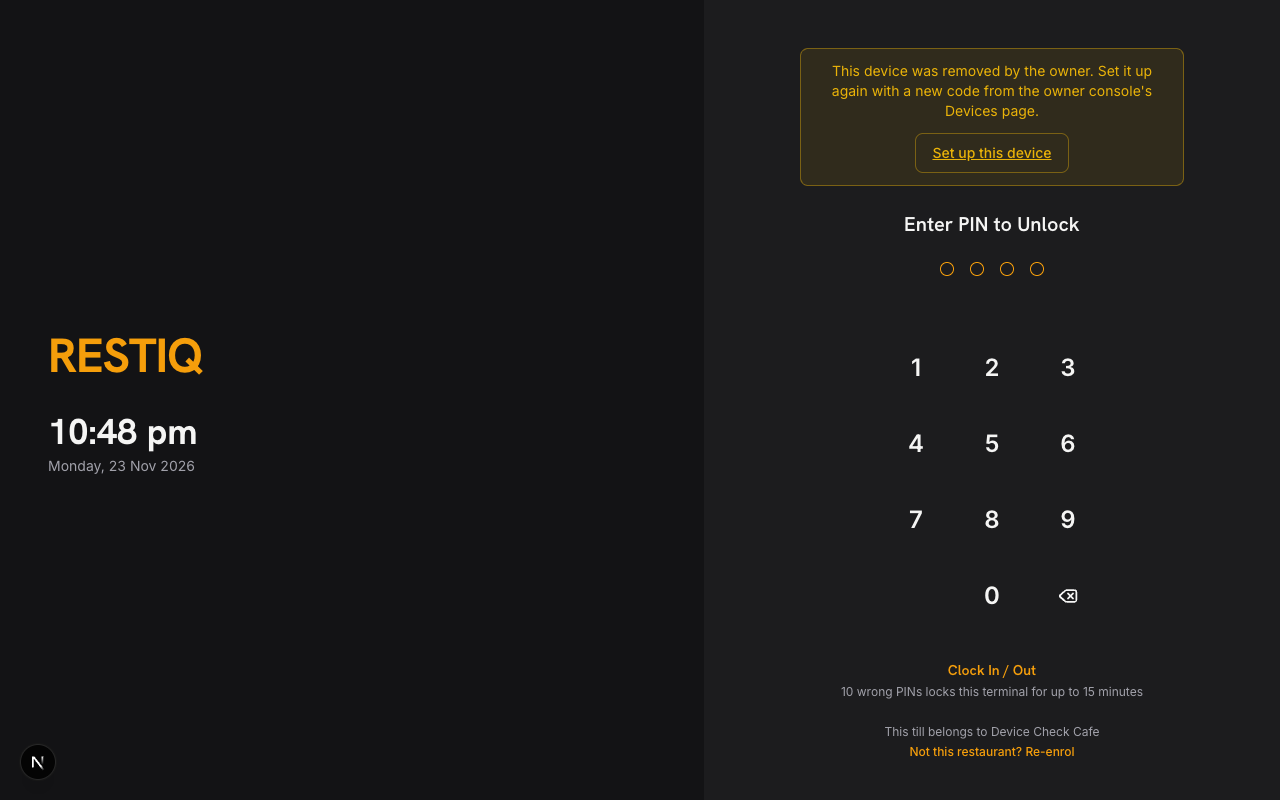 RESTIQ
10:48 pm
Monday, 23 Nov 2026
This device was removed by the owner. Set it up
again with a new code from the owner console's
Devices page.
Set up this device
Enter PIN to Unlock
1 2 3
4 5 6
7 8 9
0
Clock In / Out
10 wrong PINs locks this terminal for up to 15 minutes
This till belongs to Device Check Cafe
Not this restaurant? Re-enrol
N